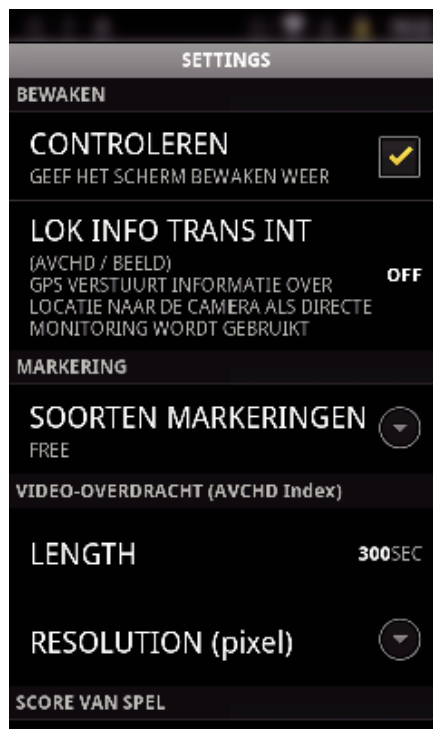 SETTINGS
BEWAKEN
CONTROLEREN
GEEF HET SCHERM BEWAKEN WEER
LOK INFO TRANS INT
(AVCHD / BEELD)
GPS VERSTUURT INFORMATIE OVER
LOCATIE NAAR DE CAMERA ALS DIRECTE
MONITORING WORDT GEBRUIKT
OFF
MARKERING
SOORTEN MARKERINGEN
FREE
VIDEO-OVERDRACHT (AVCHD Index)
LENGTH
300SEC
RESOLUTION (pixel)
SCORE VAN SPEL